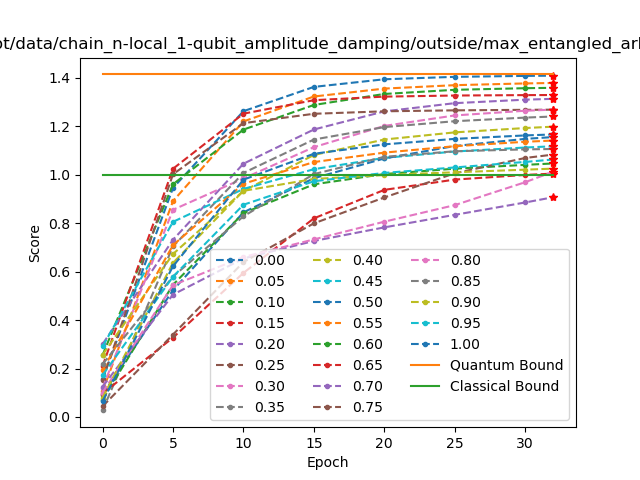 ot/data/chain_n-local_1-qubit_amplitude_damping/outside/max_entangled_ar
Score
1.4
1.2
1.0
0.8
0.6
0.4
0.2
0.0
0 5 10 15 20 25 30
Epoch
0.00 0.40 0.80
0.05 0.45 0.85
0.10 0.50 0.90
0.15 0.55 0.95
0.20 0.60 1.00
0.25 0.65 Quantum Bound
0.30 0.70 Classical Bound
0.35 0.75